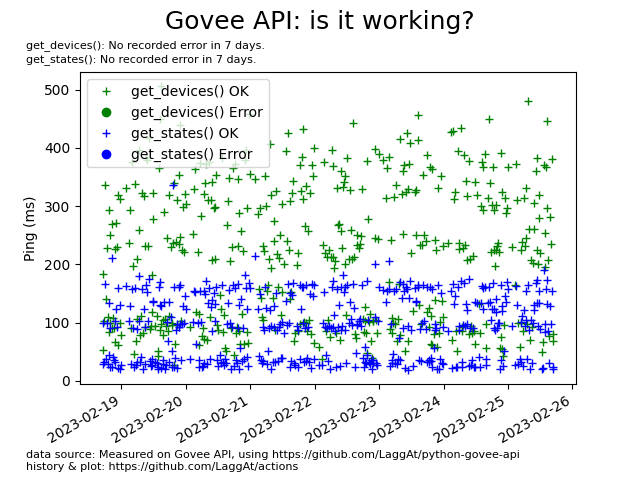 Govee API: is it working?
get_devices(): No recorded error in 7 days.
get_states(): No recorded error in 7 days.
get_devices() OK
get_devices() Error
get_states() OK
get_states() Error
Ping (ms)
500
400
300
200
100
0
2023-02-19
2023-02-20
2023-02-21
2023-02-22
2023-02-23
2023-02-24
2023-02-25
2023-02-26
data source: Measured on Govee API, using https://github.com/LaggAt/python-govee-api
history & plot: https://github.com/LaggAt/actions